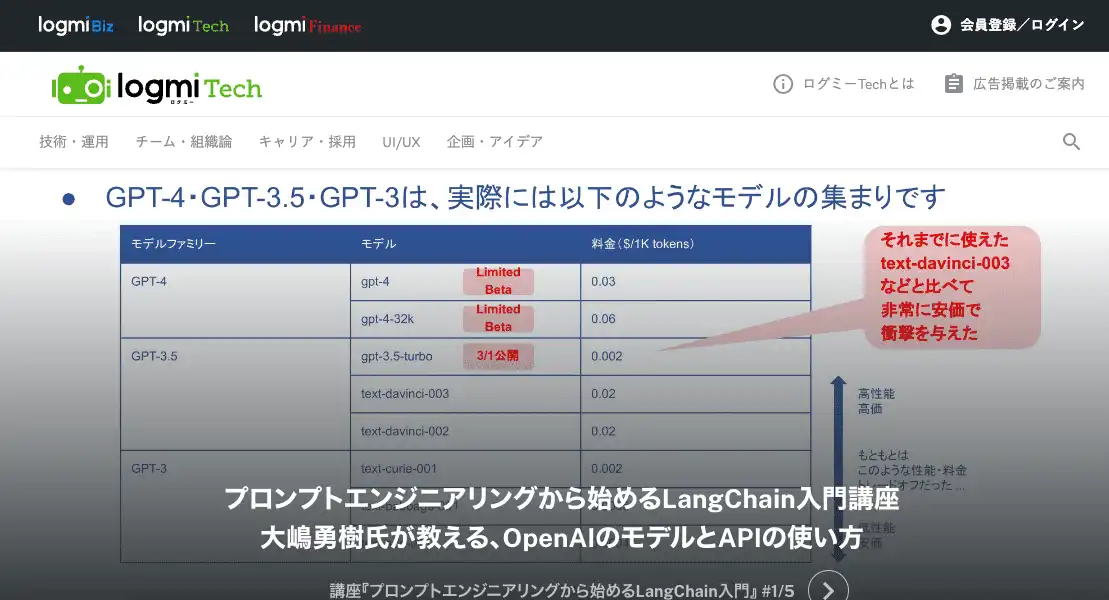 logmi Biz logmi Tech logmi Finance 会員登録／ログイン
logmi Tech ログミーTechとは 広告掲載のご案内
ログミー
技術・運用 チーム・組織論 キャリア・採用 UI/UX 企画・アイデア
● GPT-4・GPT-3.5・GPT-3は、実際には以下のようなモデルの集まりです
モデルファミリー モデル 料金（$/1K tokens）
GPT-4 gpt-4 Limited Beta 0.03
gpt-4-32k Limited Beta 0.06
GPT-3.5 gpt-3.5-turbo 3/1公開 0.002
text-davinci-003 0.02
text-davinci-002 0.02
GPT-3 text-curie-001 0.002
それまでに使えた
text-davinci-003
などと比べて
非常に安価で
衝撃を与えた
高性能
高価
もともとは
このような性能・料金
トレードオフだった...
低性能
安価
プロンプトエンジニアリングから始めるLangChain入門講座
大嶋勇樹氏が教える、OpenAIのモデルとAPIの使い方
講座『プロンプトエンジニアリングから始めるLangChain入門』 #1/5